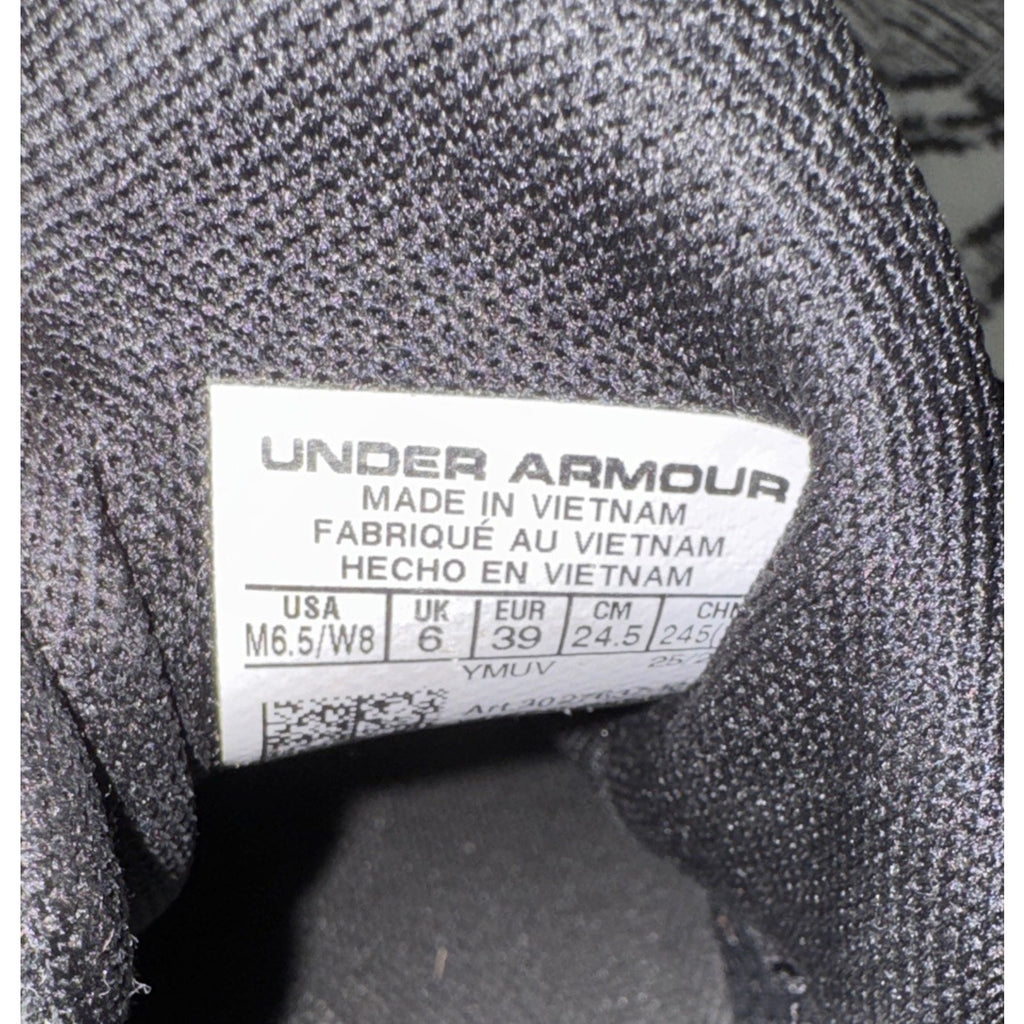 UNDER ARMOUR
MADE IN VIETNAM
FABRIQUÉ AU VIETNAM
HECHO EN VIETNAM
USA UK EUR CM
M6.5/W8 6 39 24.5
YMUV
Art